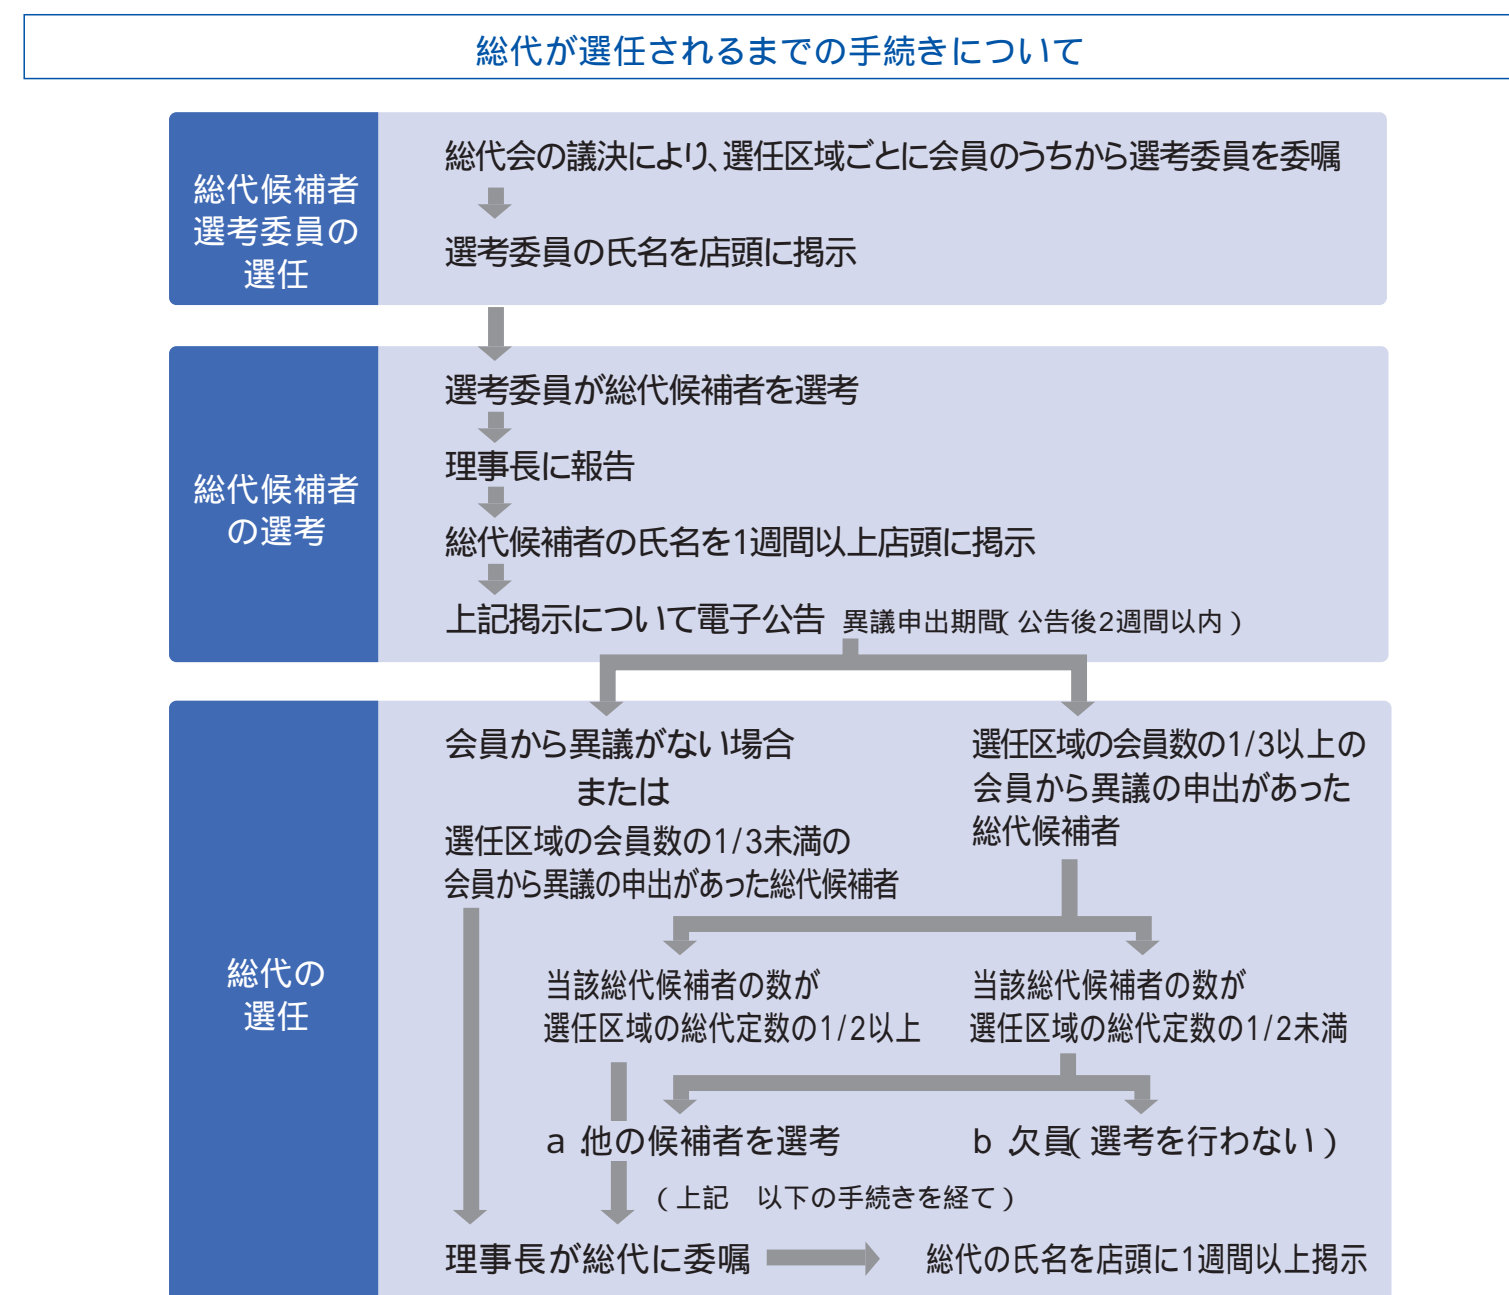 総代が選任されるまでの手続きについて
総代候補者
選考委員の
選任
総代会の議決により、選任区域ごとに会員のうちから選考委員を委嘱
選考委員の氏名を店頭に掲示
総代候補者
の選考
選考委員が総代候補者を選考
理事長に報告
総代候補者の氏名を1週間以上店頭に掲示
上記掲示について電子公告 異議申出期間(公告後2週間以内)
総代の
選任
会員から異議がない場合
または
選任区域の会員数の1/3未満の
会員から異議の申出があった総代候補者
選任区域の会員数の1/3以上の
会員から異議の申出があった
総代候補者
当該総代候補者の数が
選任区域の総代定数の1/2以上
当該総代候補者の数が
選任区域の総代定数の1/2未満
a.他の候補者を選考
b.欠員(選考を行わない)
(上記 以下の手続きを経て)
理事長が総代に委嘱
総代の氏名を店頭に1週間以上掲示